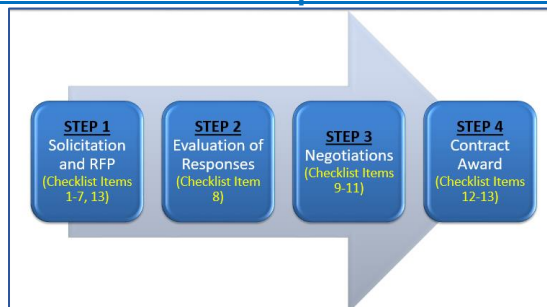 STEP 1
Solicitation
and RFP
(Checklist Items
1-7, 13)
STEP 2
Evaluation of
Responses
(Checklist Item
8)
STEP 3
Negotiations
(Checklist Items
9-11)
STEP 4
Contract
Award
(Checklist Items
12-13)